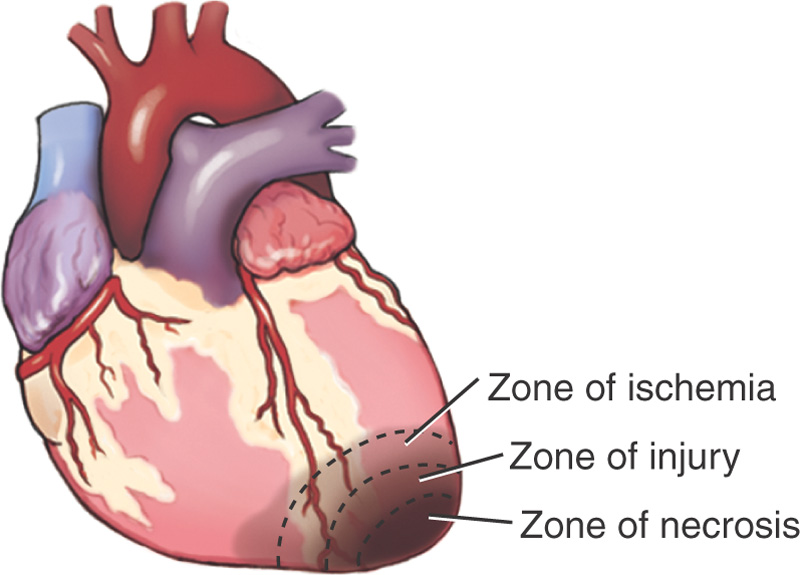 Zone of ischemia
Zone of injury
Zone of necrosis